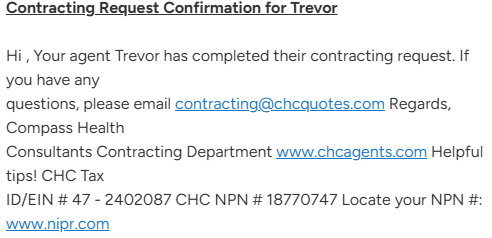 Contracting Request Confirmation for Trevor
Hi , Your agent Trevor has completed their contracting request. If
you have any
questions, please email contracting@chcquotes.com Regards,
Compass Health
Consultants Contracting Department www.chcagents.com Helpful
tips! CHC Tax
ID/EIN # 47 - 2402087 CHC NPN # 18770747 Locate your NPN #:
www.nipr.com